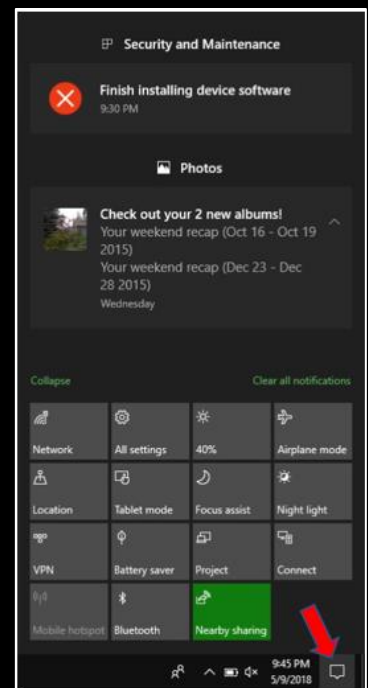 Security and Maintenance
Finish installing device software
9:30 PM
Photos
Check out your 2 new albums!
Your weekend recap (Oct 16 - Oct 19
2015)
Your weekend recap (Dec 23 - Dec
28 2015)
Wednesday
Collapse Clear all notifications
Network All settings 40% Airplane mode
Location Tablet mode Focus assist Night light
VPN Battery saver Project Connect
Mobile hotspot Bluetooth Nearby sharing
9:45 PM
5/9/2018